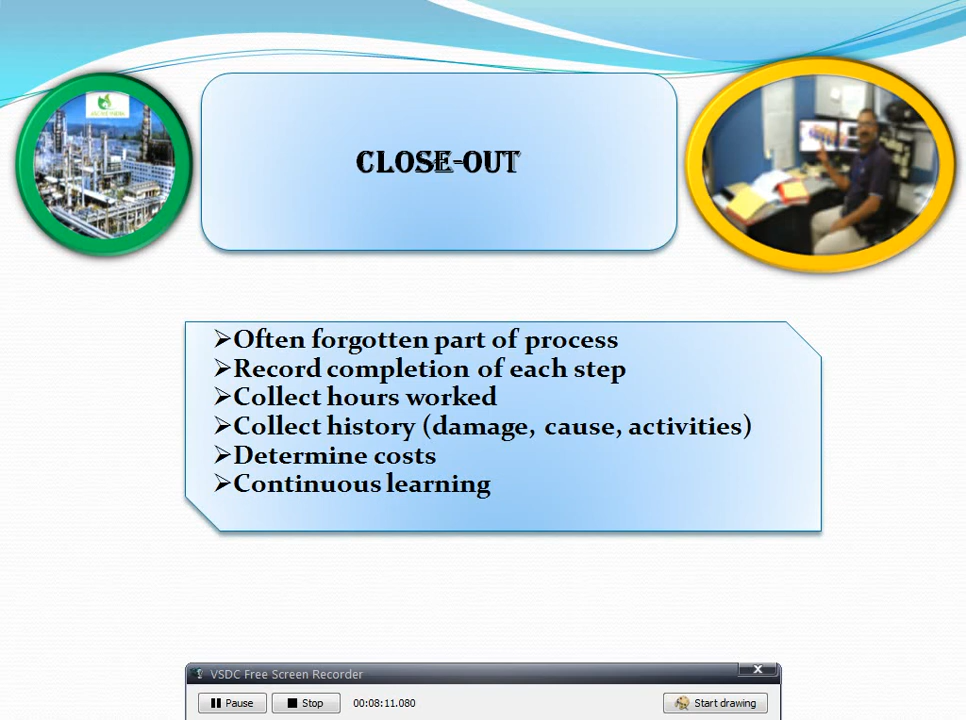 CLOSE-OUT
➢Often forgotten part of process
➢Record completion of each step
➢Collect hours worked
➢Collect history (damage, cause, activities)
➢Determine costs
➢Continuous learning
VSDC Free Screen Recorder
Pause Stop 00:08:11.080 Start drawing